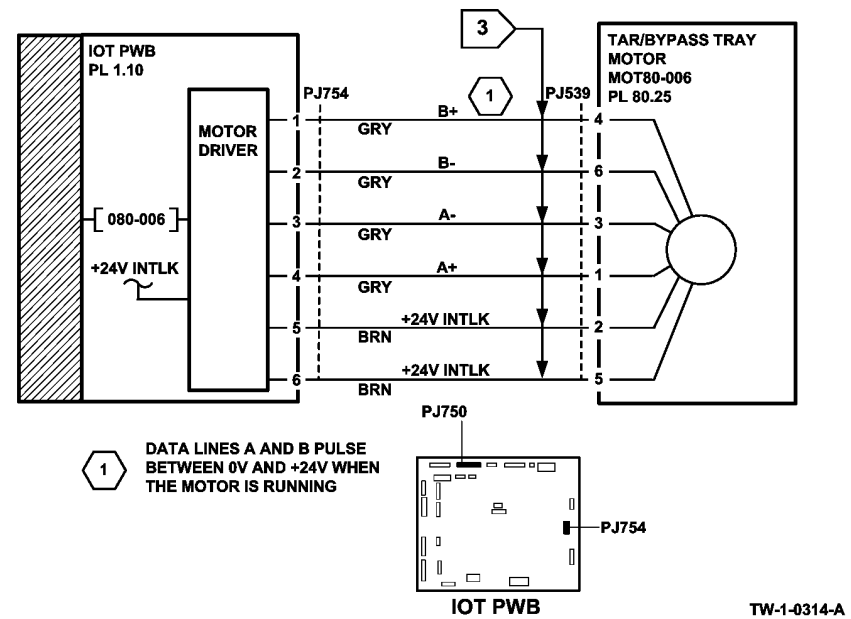 3
IOT PWB
PL 1.10
TAR/BYPASS TRAY
MOTOR
MOT80-006
PL 80.25
PJ754
1
PJ539
MOTOR
DRIVER
1
B+
GRY
4
2
B-
GRY
6
080-006
3
A-
GRY
3
+24V INTLK
4
A+
GRY
1
5
+24V INTLK
BRN
2
6
+24V INTLK
BRN
5
PJ750
1
DATA LINES A AND B PULSE
BETWEEN 0V AND +24V WHEN
THE MOTOR IS RUNNING
PJ754
IOT PWB
TW-1-0314-A